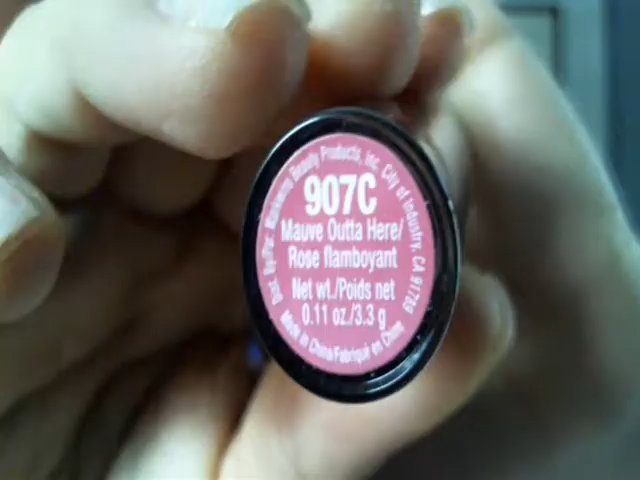 Dist. By/Par: Markwins Beauty Products, Inc. City of Industry, CA 91789
907C
Mauve Outta Here/
Rose flamboyant
Net wt./Poids net
0.11 oz./3.3 g
Made in China/Fabriqué en Chine